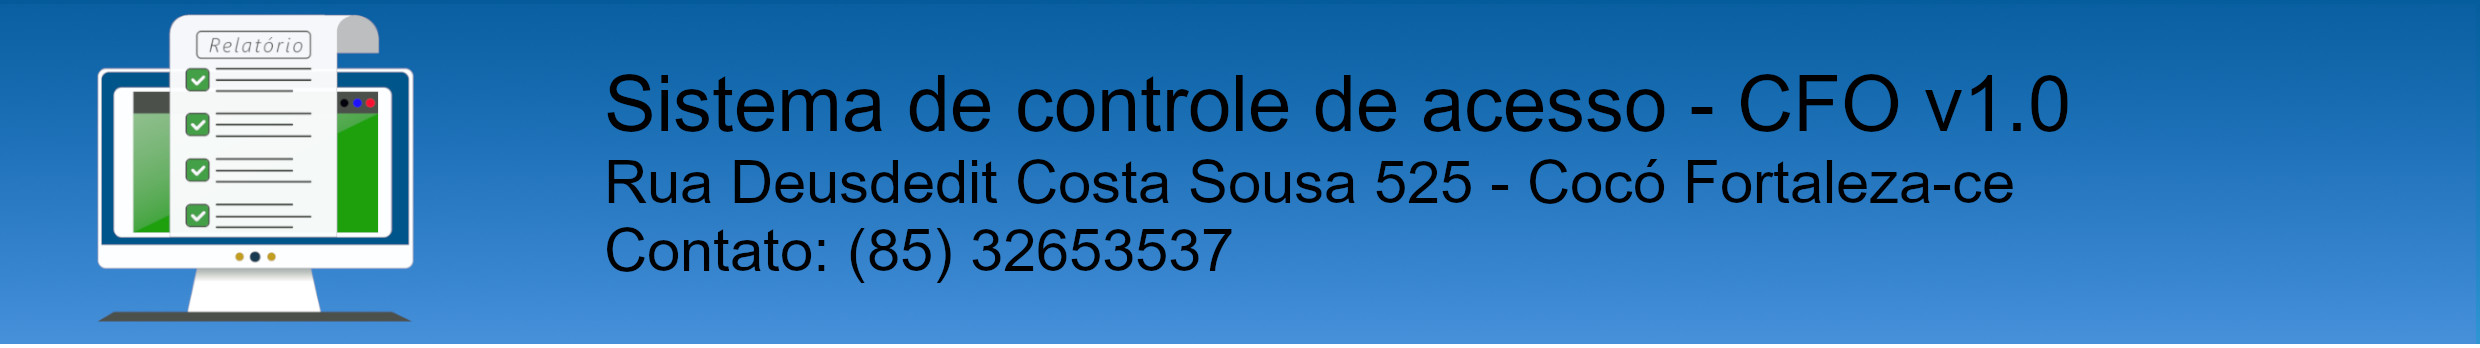 Relatório
Sistema de controle de acesso - CFO v1.0
Rua Deusdedit Costa Sousa 525 - Cocó Fortaleza-ce
Contato: (85) 32653537